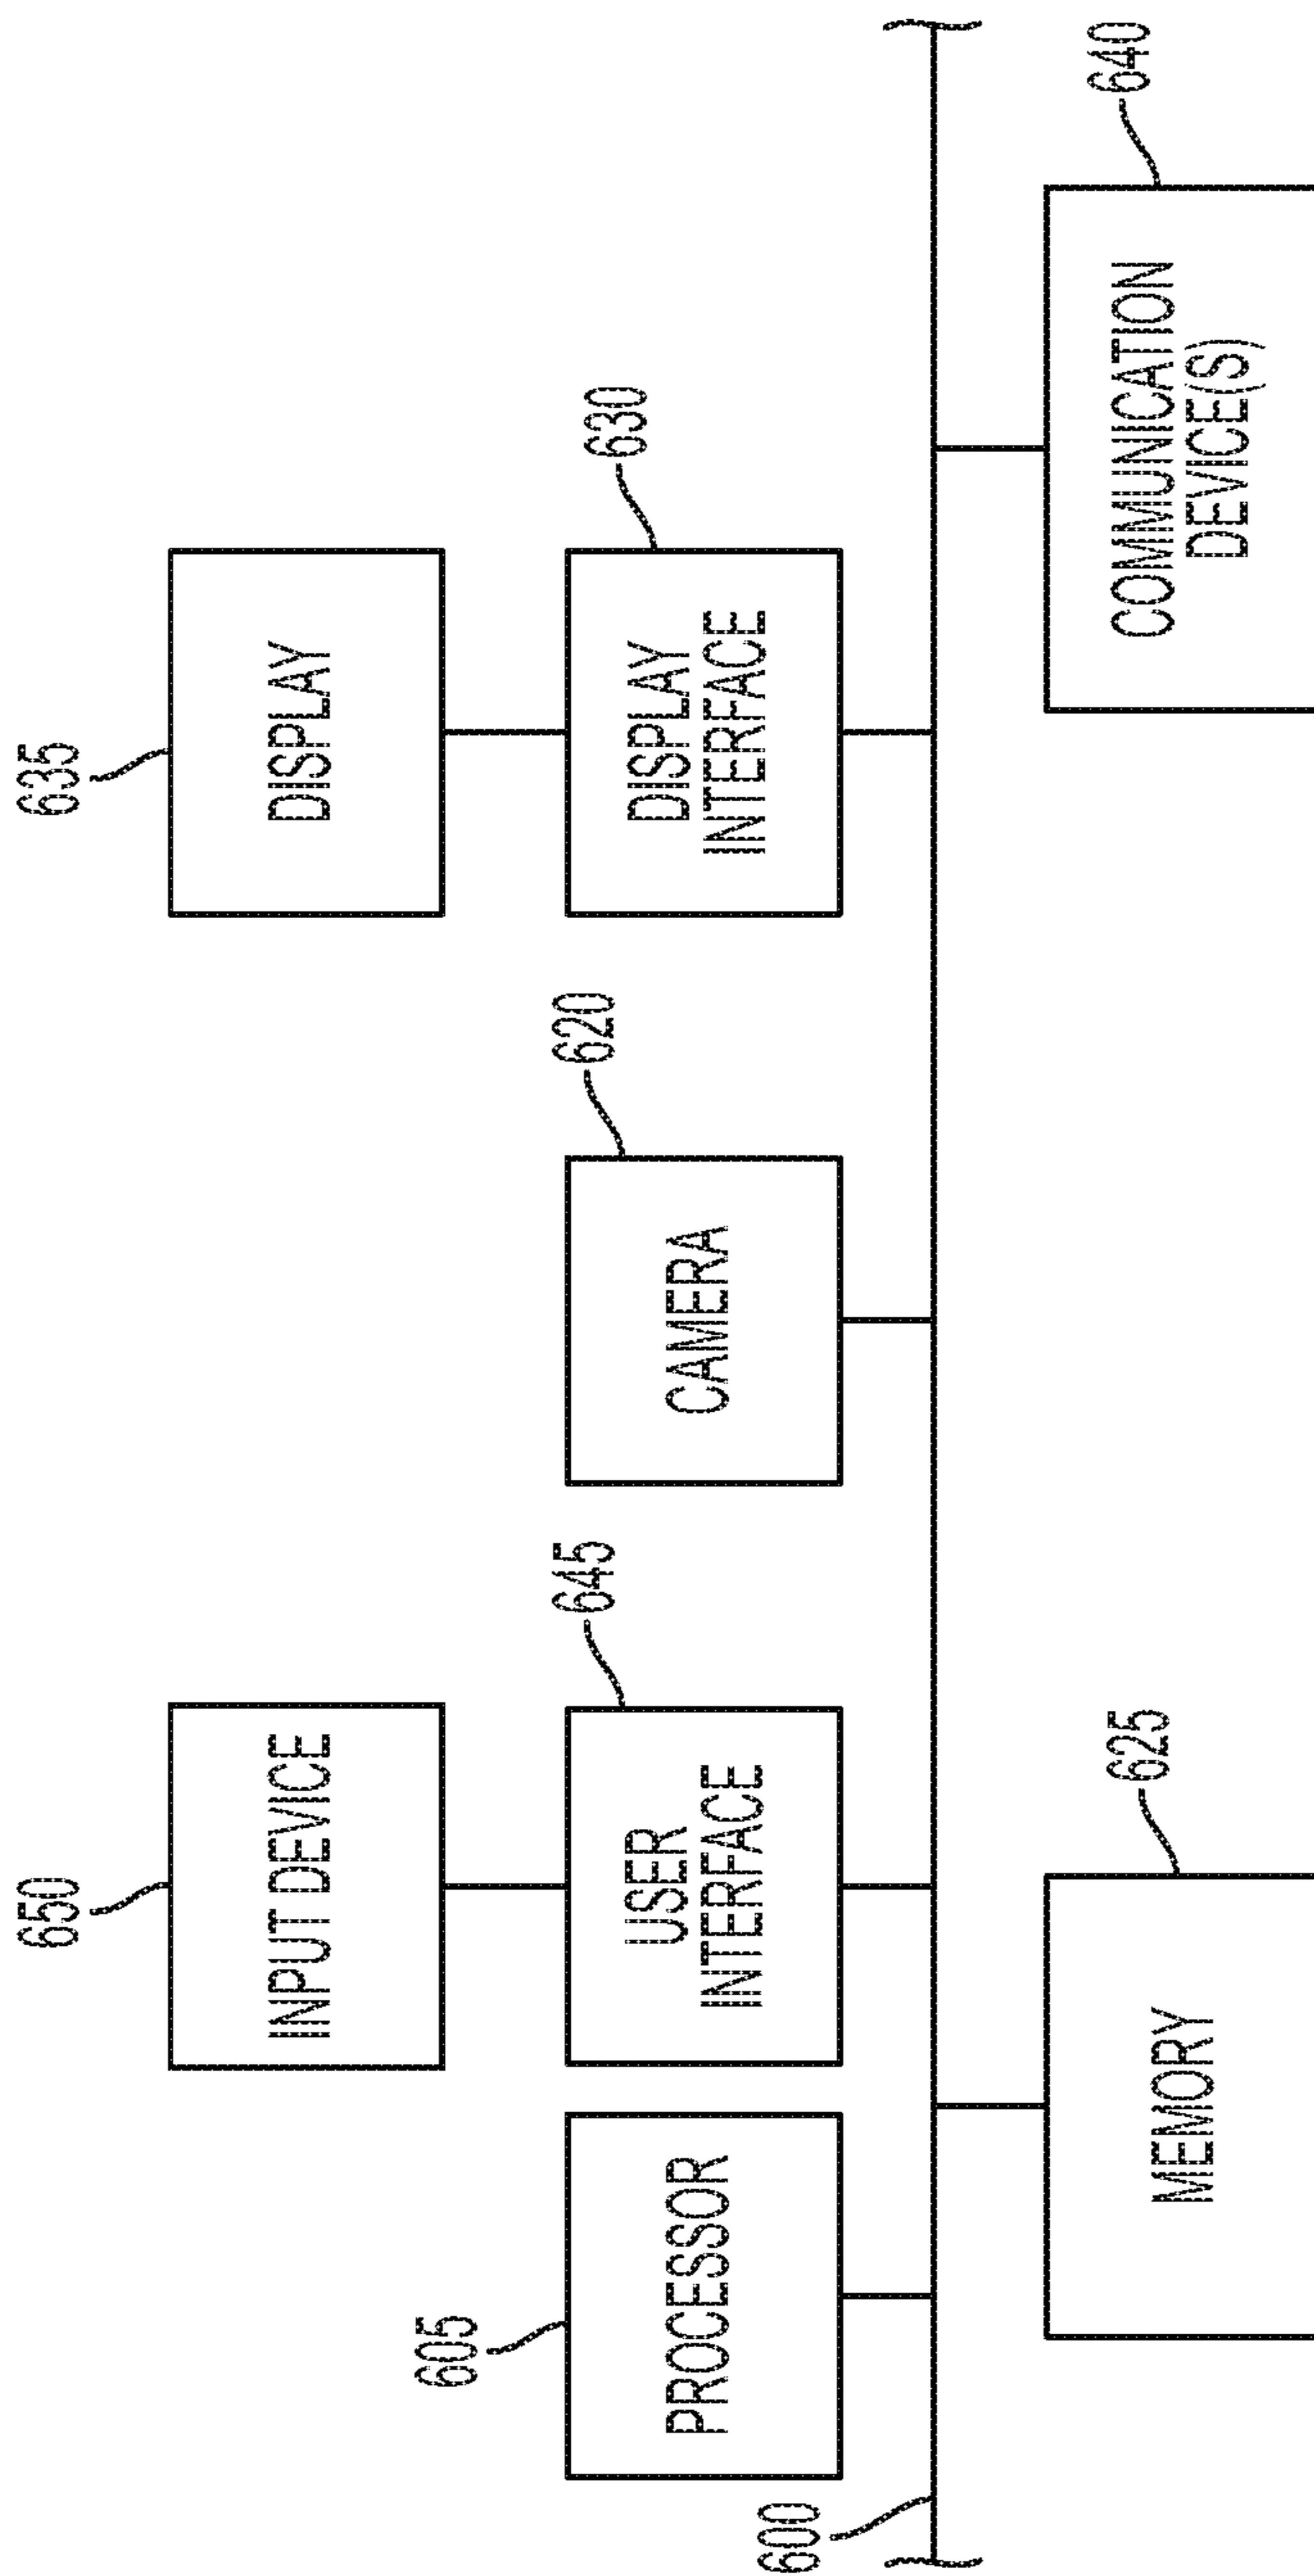 650
INPUT DEVICE
635
DISPLAY
605
PROCESSOR
USER
INTERFACE
645
CAMERA
620
DISPLAY
INTERFACE
630
600
MEMORY
625
COMMUNICATION
DEVICE(S)
640